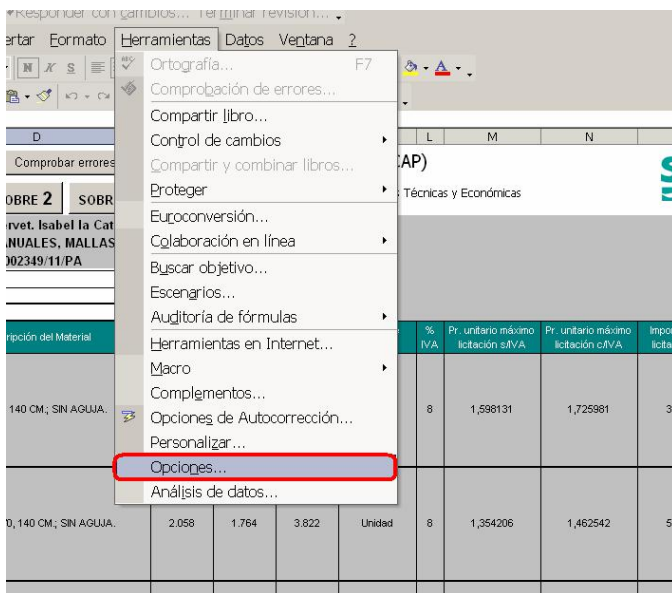 Responder con cambios... Terminar revisión...
ertar Formato Herramientas Datos Ventana ?
N K S
Ortografía... F7
Comprobación de errores...
Compartir libro...
Control de cambios
Compartir y combinar libros...
Proteger
Euroconversión...
Colaboración en línea
Buscar objetivo...
Escenarios...
Auditoría de fórmulas
Herramientas en Internet...
Macro
Complementos...
Opciones de Autocorrección...
Personalizar...
Opciones...
Análisis de datos...
D L M N
Comprobar errores
CAP)
OBRE 2 SOBR
Técnicas y Económicas
ervet. Isabel la Cat
ANUALES, MALLAS
002349/11/PA
ripción del Material
% IVA
Pr. unitario máximo licitación s/IVA
Pr. unitario máximo licitación c/IVA
Impor
licita
140 CM.; SIN AGUJA. 8 1,598131 1,725981 3
0, 140 CM.; SIN AGUJA. 2.058 1.764 3.822 Unidad 8 1,354206 1,462542 5